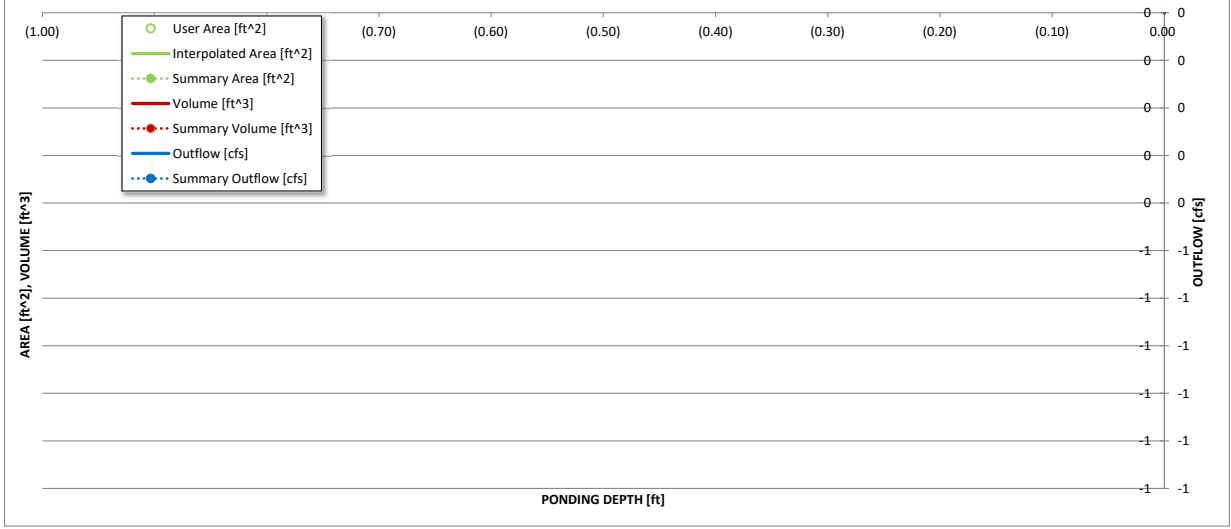 0 0
(1.00) (0.70) (0.60) (0.50) (0.40) (0.30) (0.20) (0.10) 0.00
User Area [ft^2]
Interpolated Area [ft^2]
Summary Area [ft^2]
Volume [ft^3]
Summary Volume [ft^3]
Outflow [cfs]
Summary Outflow [cfs]
0 0
0 0
0 0
0 0
-1 -1
-1 -1
-1 -1
-1 -1
-1 -1
-1 -1
AREA [ft^2], VOLUME [ft^3]
OUTFLOW [cfs]
PONDING DEPTH [ft]